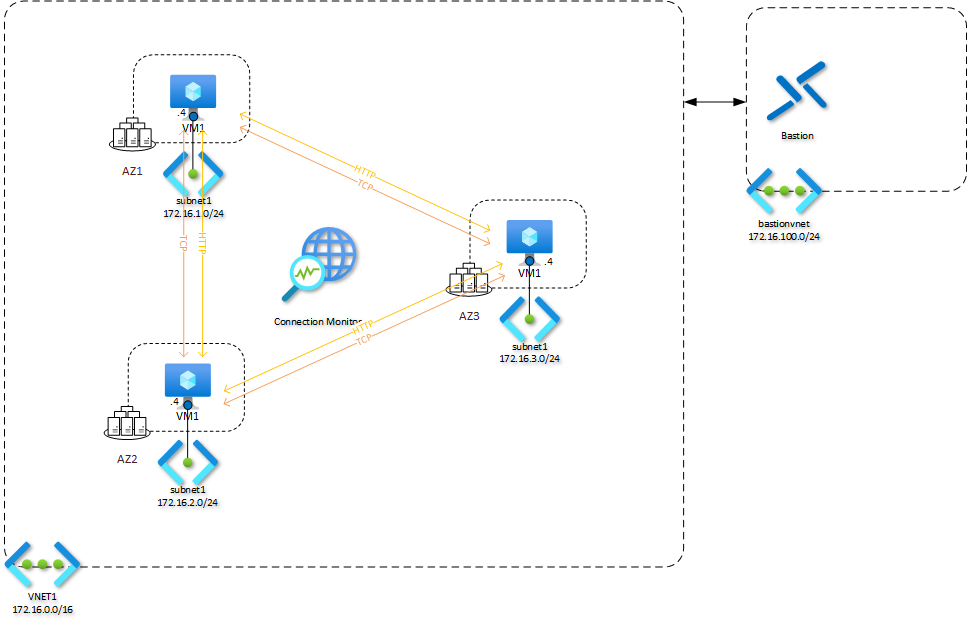 .4
VM1
AZ1
subnet1
172.16.1.0/24
HTTP
TCP
TCP
HTTP
Bastion
bastionvnet
172.16.100.0/24
.4
VM1
AZ3
subnet1
172.16.3.0/24
Connection Monitor
HTTP
TCP
.4
VM1
AZ2
subnet1
172.16.2.0/24
VNET1
172.16.0.0/16